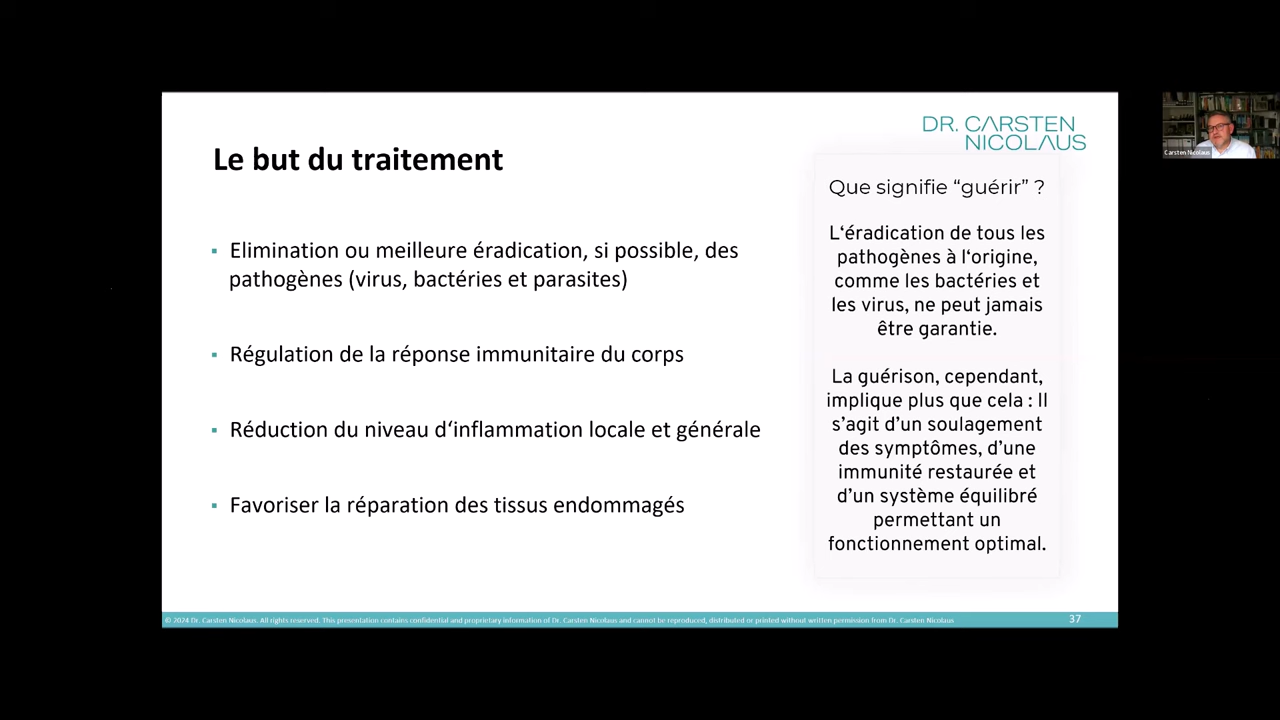 DR. CARSTEN
NICOLAUS
Le but du traitement
▪ Elimination ou meilleure éradication, si possible, des
pathogènes (virus, bactéries et parasites)
▪ Régulation de la réponse immunitaire du corps
▪ Réduction du niveau d‘inflammation locale et générale
▪ Favoriser la réparation des tissus endommagés
Que signifie “guérir” ?
L‘éradication de tous les
pathogènes à l‘origine,
comme les bactéries et
les virus, ne peut jamais
être garantie.
La guérison, cependant,
implique plus que cela : Il
s’agit d’un soulagement
des symptômes, d’une
immunité restaurée et
d’un système équilibré
permettant un
fonctionnement optimal.
© 2024 Dr. Carsten Nicolaus. All rights reserved. This presentation contains confidential and proprietary information of Dr. Carsten Nicolaus and cannot be reproduced, distributed or printed without written permission from Dr. Carsten Nicolaus
37
Carsten Nicolaus